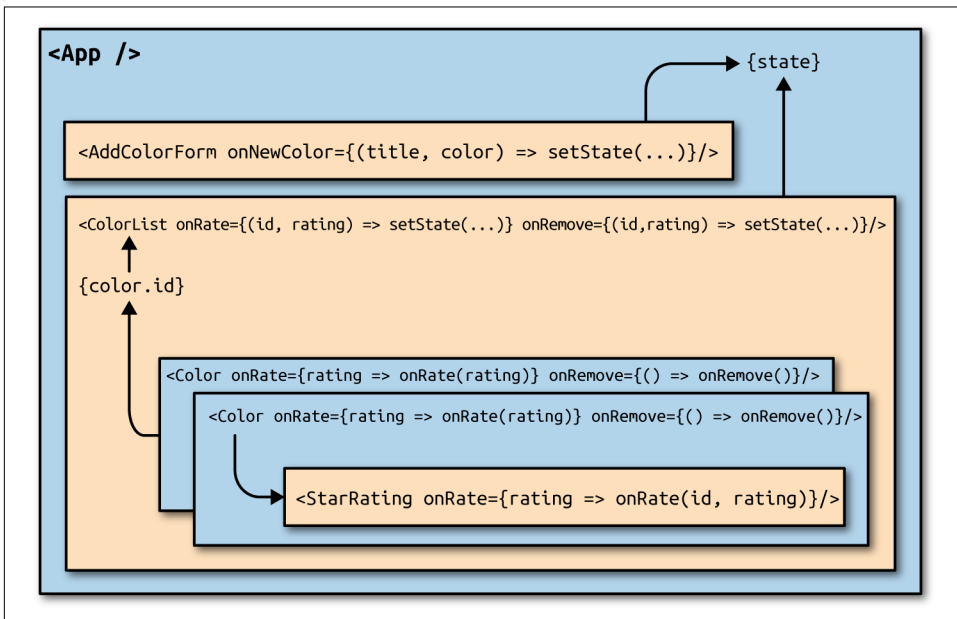 <App />
{state}
<AddColorForm onNewColor={(title, color) => setState(...)}/>
<ColorList onRate={(id, rating) => setState(...)} onRemove={(id,rating) => setState(...)}/>
{color.id}
<Color onRate={rating => onRate(rating)} onRemove={() => onRemove()}/>
<Color onRate={rating => onRate(rating)} onRemove={() => onRemove()}/>
<StarRating onRate={rating => onRate(id, rating)}/>